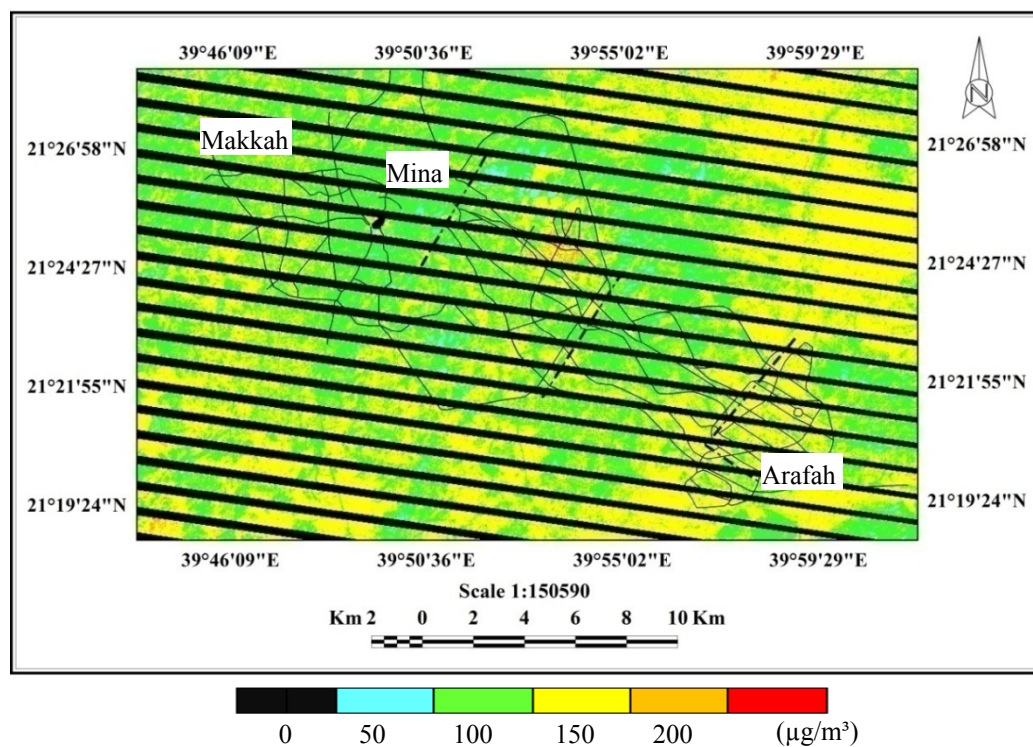 39°46'09"E 39°50'36"E 39°55'02"E 39°59'29"E
N
21°26'58"N 21°26'58"N
Makkah
Mina
21°24'27"N 21°24'27"N
21°21'55"N 21°21'55"N
Arafah
21°19'24"N 21°19'24"N
39°46'09"E 39°50'36"E 39°55'02"E 39°59'29"E
Scale 1:150590
Km 2 0 2 4 6 8 10 Km
0 50 100 150 200 (µg/m³)